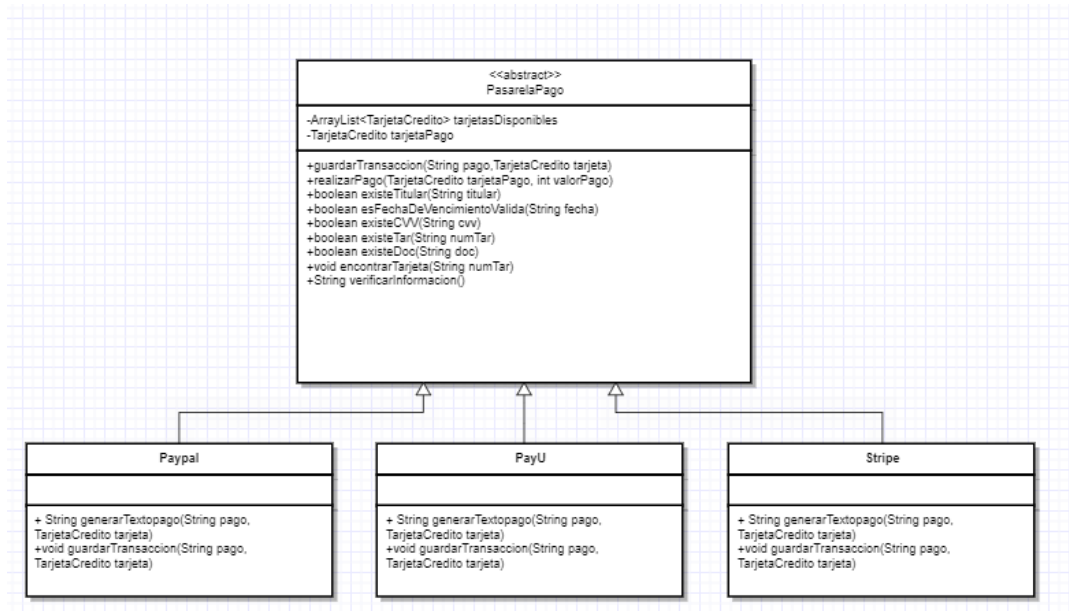 <<abstract>>
PasarelaPago
-ArrayList<TarjetaCredito> tarjetasDisponibles
-TarjetaCredito tarjetaPago
+guardarTransaccion(String pago,TarjetaCredito tarjeta)
+realizarPago(TarjetaCredito tarjetaPago, int valorPago)
+boolean existeTitular(String titular)
+boolean esFechaDeVencimientoValida(String fecha)
+boolean existeCVV(String cvv)
+boolean existeTar(String numTar)
+boolean existeDoc(String doc)
+void encontrarTarjeta(String numTar)
+String verificarInformacion()
Paypal
+ String generarTextopago(String pago,
TarjetaCredito tarjeta)
+void guardarTransaccion(String pago,
TarjetaCredito tarjeta)
PayU
+ String generarTextopago(String pago,
TarjetaCredito tarjeta)
+void guardarTransaccion(String pago,
TarjetaCredito tarjeta)
Stripe
+ String generarTextopago(String pago,
TarjetaCredito tarjeta)
+void guardarTransaccion(String pago,
TarjetaCredito tarjeta)